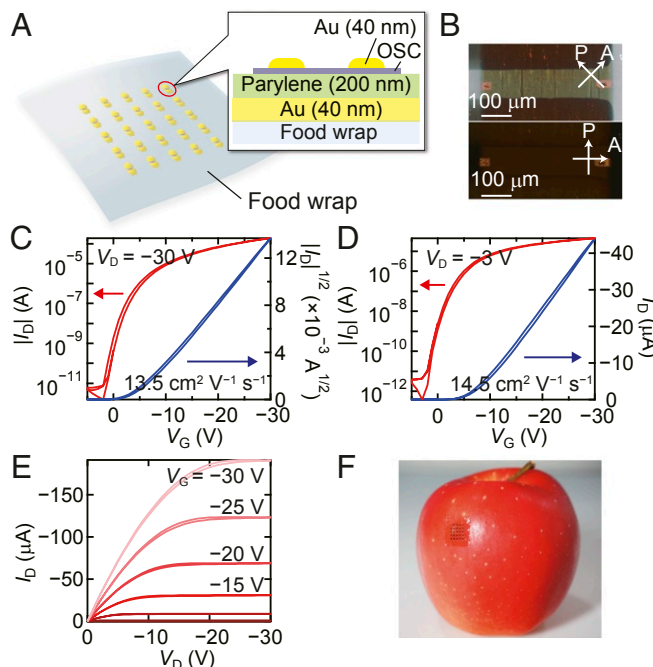 A
Au (40 nm)
OSC
Parylene (200 nm)
Au (40 nm)
Food wrap
Food wrap
B
P
A
100 μm
P
A
100 μm
C
V_D = −30 V
10⁻⁵
10⁻⁷
10⁻⁹
10⁻¹¹
|I_D| (A)
12
8
4
0
|I_D|^1/2 (×10⁻³ A^1/2)
13.5 cm² V⁻¹ s⁻¹
0
−10
−20
−30
V_G (V)
D
V_D = −3 V
10⁻⁶
10⁻⁸
10⁻¹⁰
10⁻¹²
|I_D| (A)
−40
−20
0
I_D (μA)
14.5 cm² V⁻¹ s⁻¹
0
−10
−20
−30
V_G (V)
E
V_G = −30 V
−25 V
−20 V
−15 V
−150
−100
−50
0
I_D (μA)
0
−10
−20
−30
V_D (V)
F